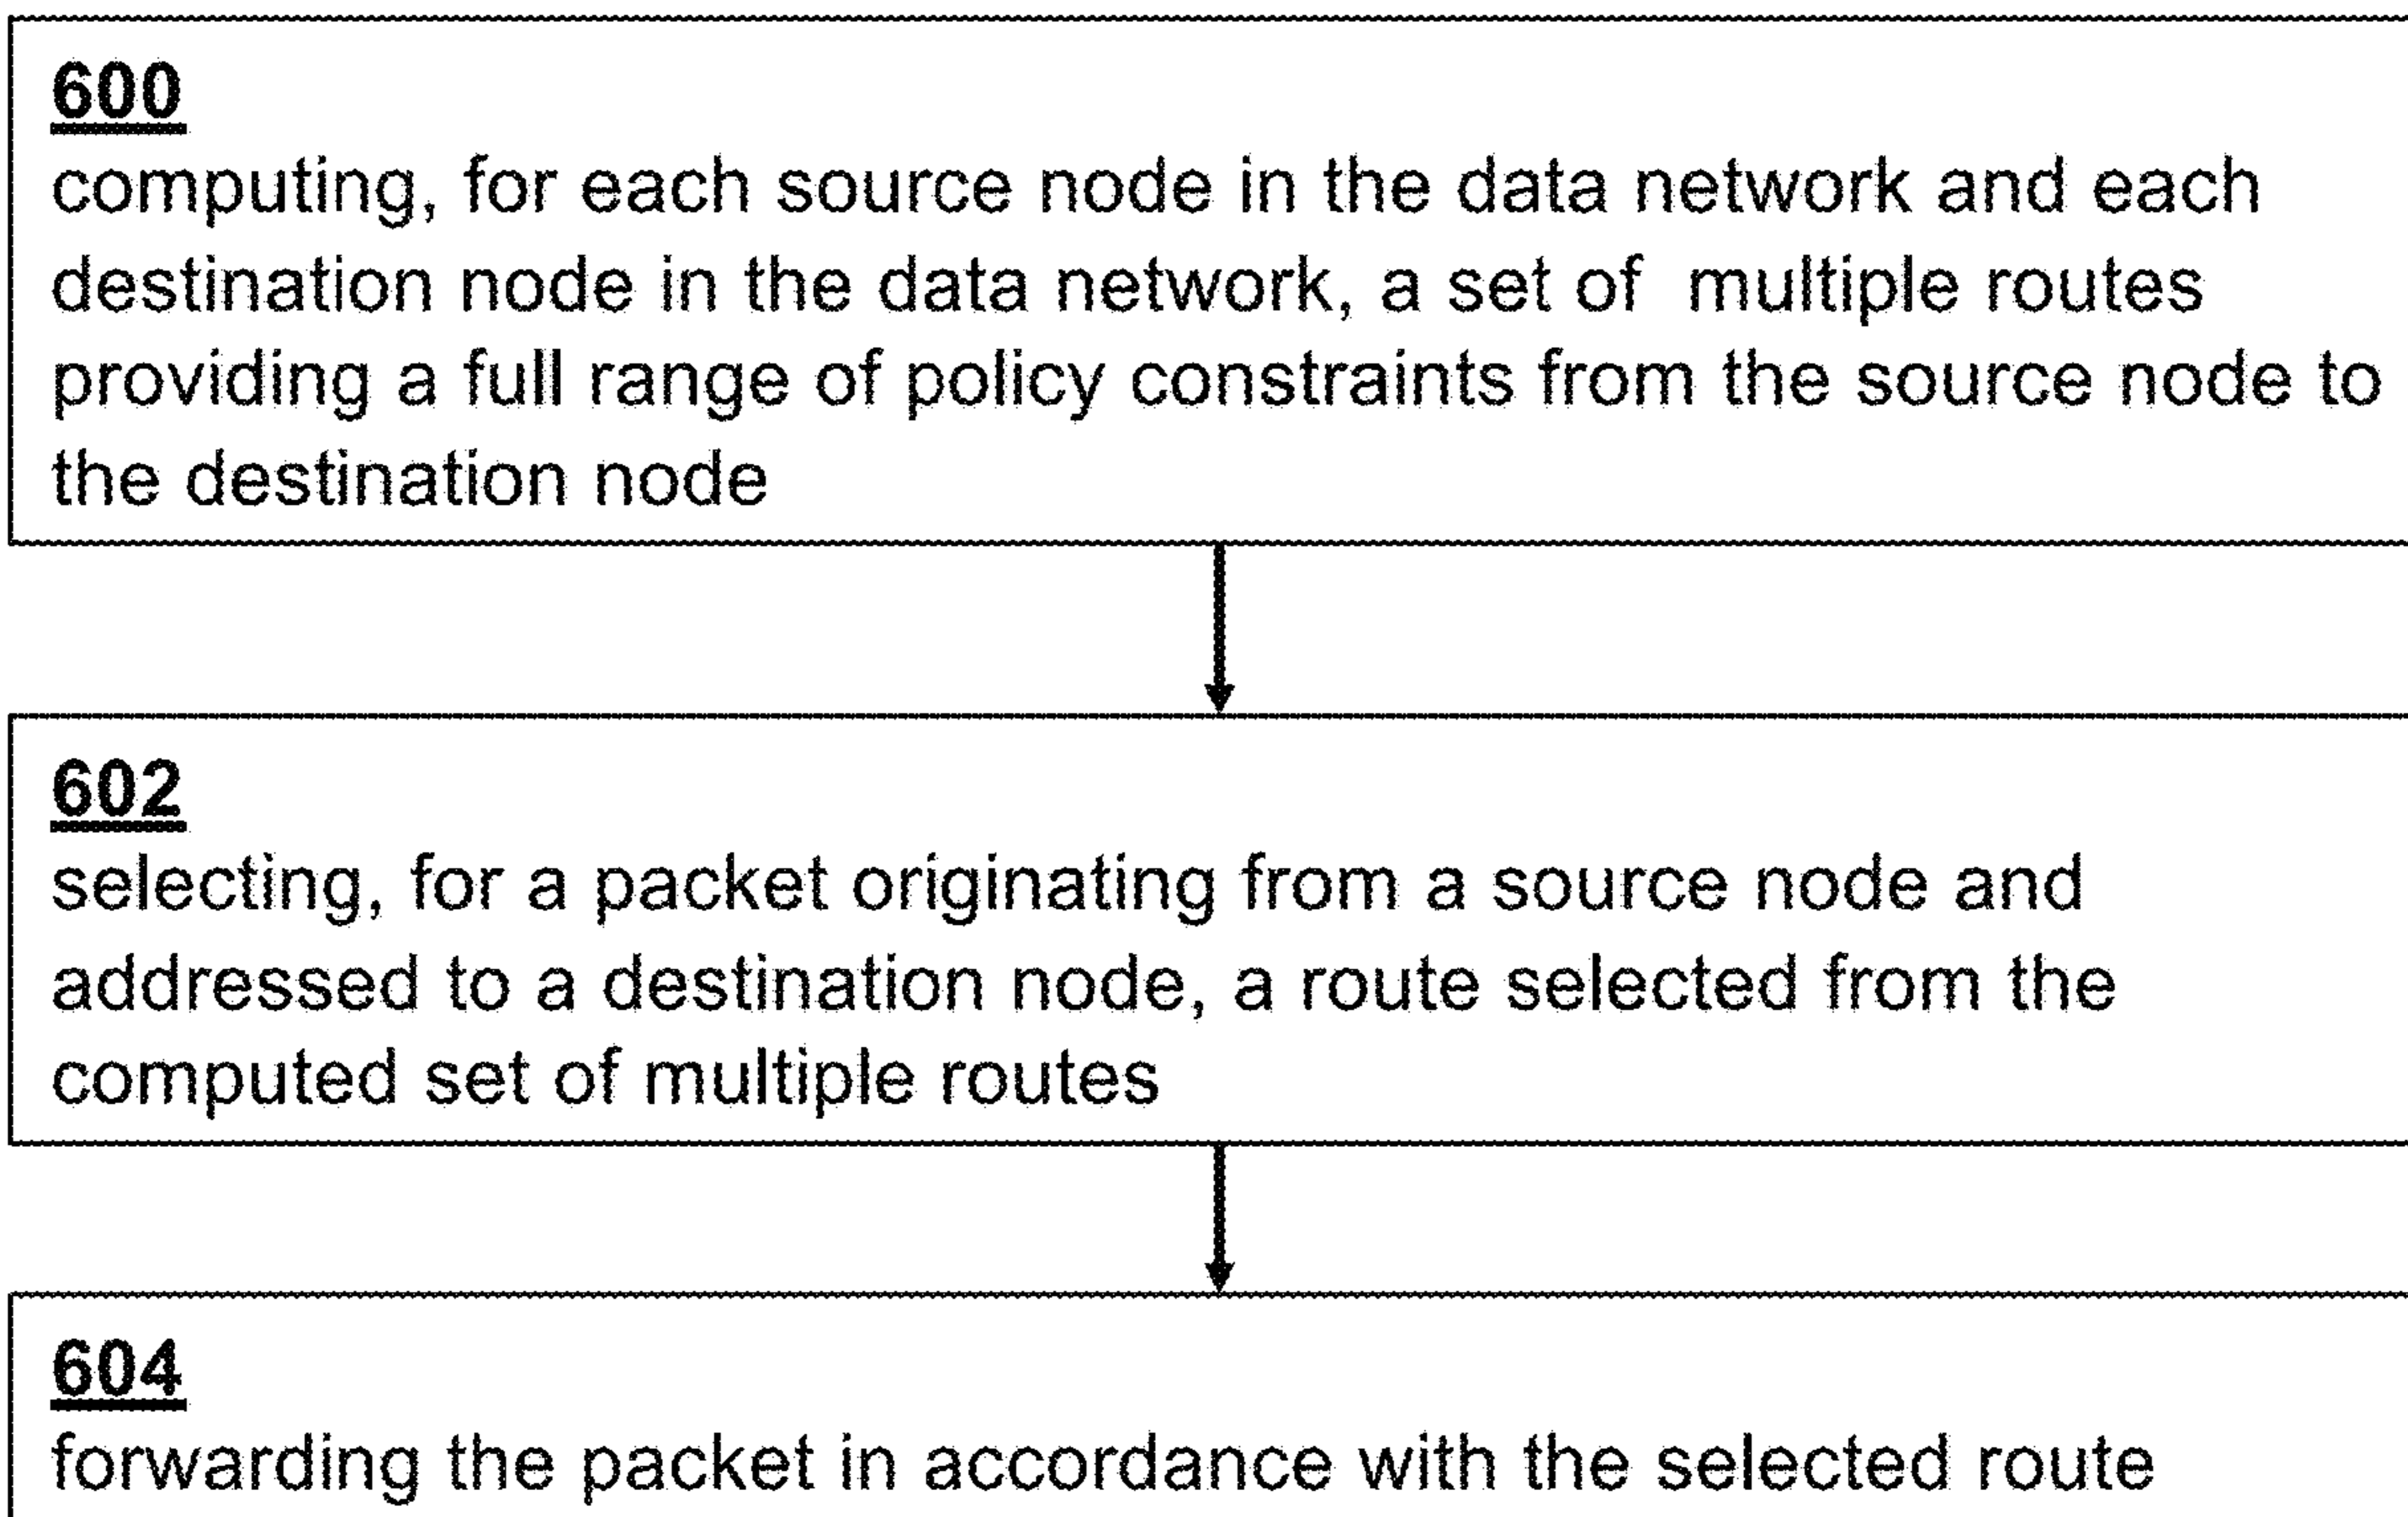 600
computing, for each source node in the data network and each
destination node in the data network, a set of  multiple routes
providing a full range of policy constraints from the source node to
the destination node
602
selecting, for a packet originating from a source node and
addressed to a destination node, a route selected from the
computed set of multiple routes
604
forwarding the packet in accordance with the selected route